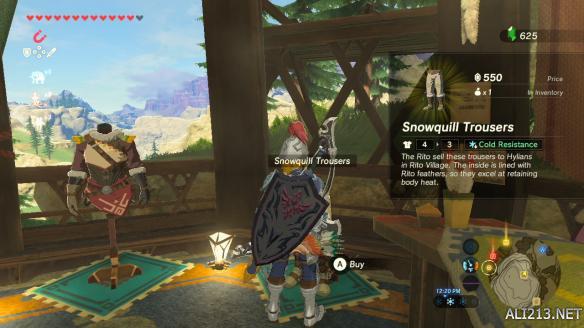 625
550
Price
x 1
In Inventory
Snowquill Trousers
4 3 Cold Resistance
The Rito sell these trousers to Hylians
in Rito Village. The inside is lined with
Rito feathers, so they excel at retaining
body heat.
Snowquill Trousers
A Buy
12:20 PM
ALI213.NET